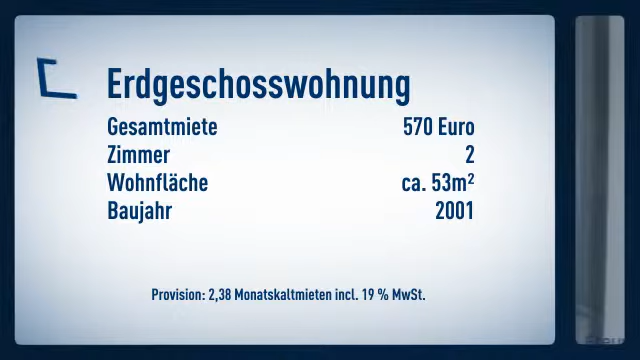 Erdgeschosswohnung
Gesamtmiete 570 Euro
Zimmer 2
Wohnfläche ca. 53m²
Baujahr 2001
Provision: 2,38 Monatskaltmieten incl. 19 % MwSt.